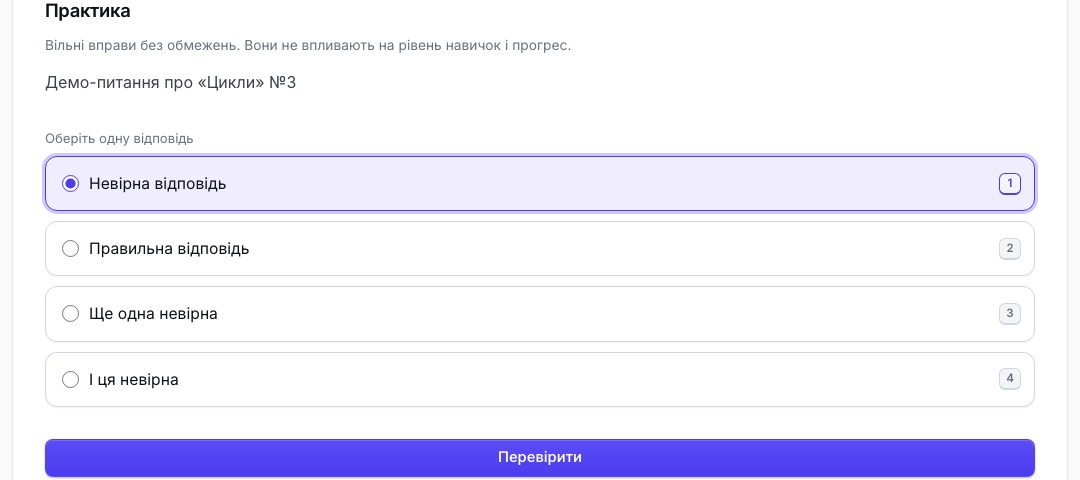 Практика
Вільні вправи без обмежень. Вони не впливають на рівень навичок і прогрес.
Демо-питання про «Цикли» №3
Оберіть одну відповідь
Невірна відповідь 1
Правильна відповідь 2
Ще одна невірна 3
І ця невірна 4
Перевірити